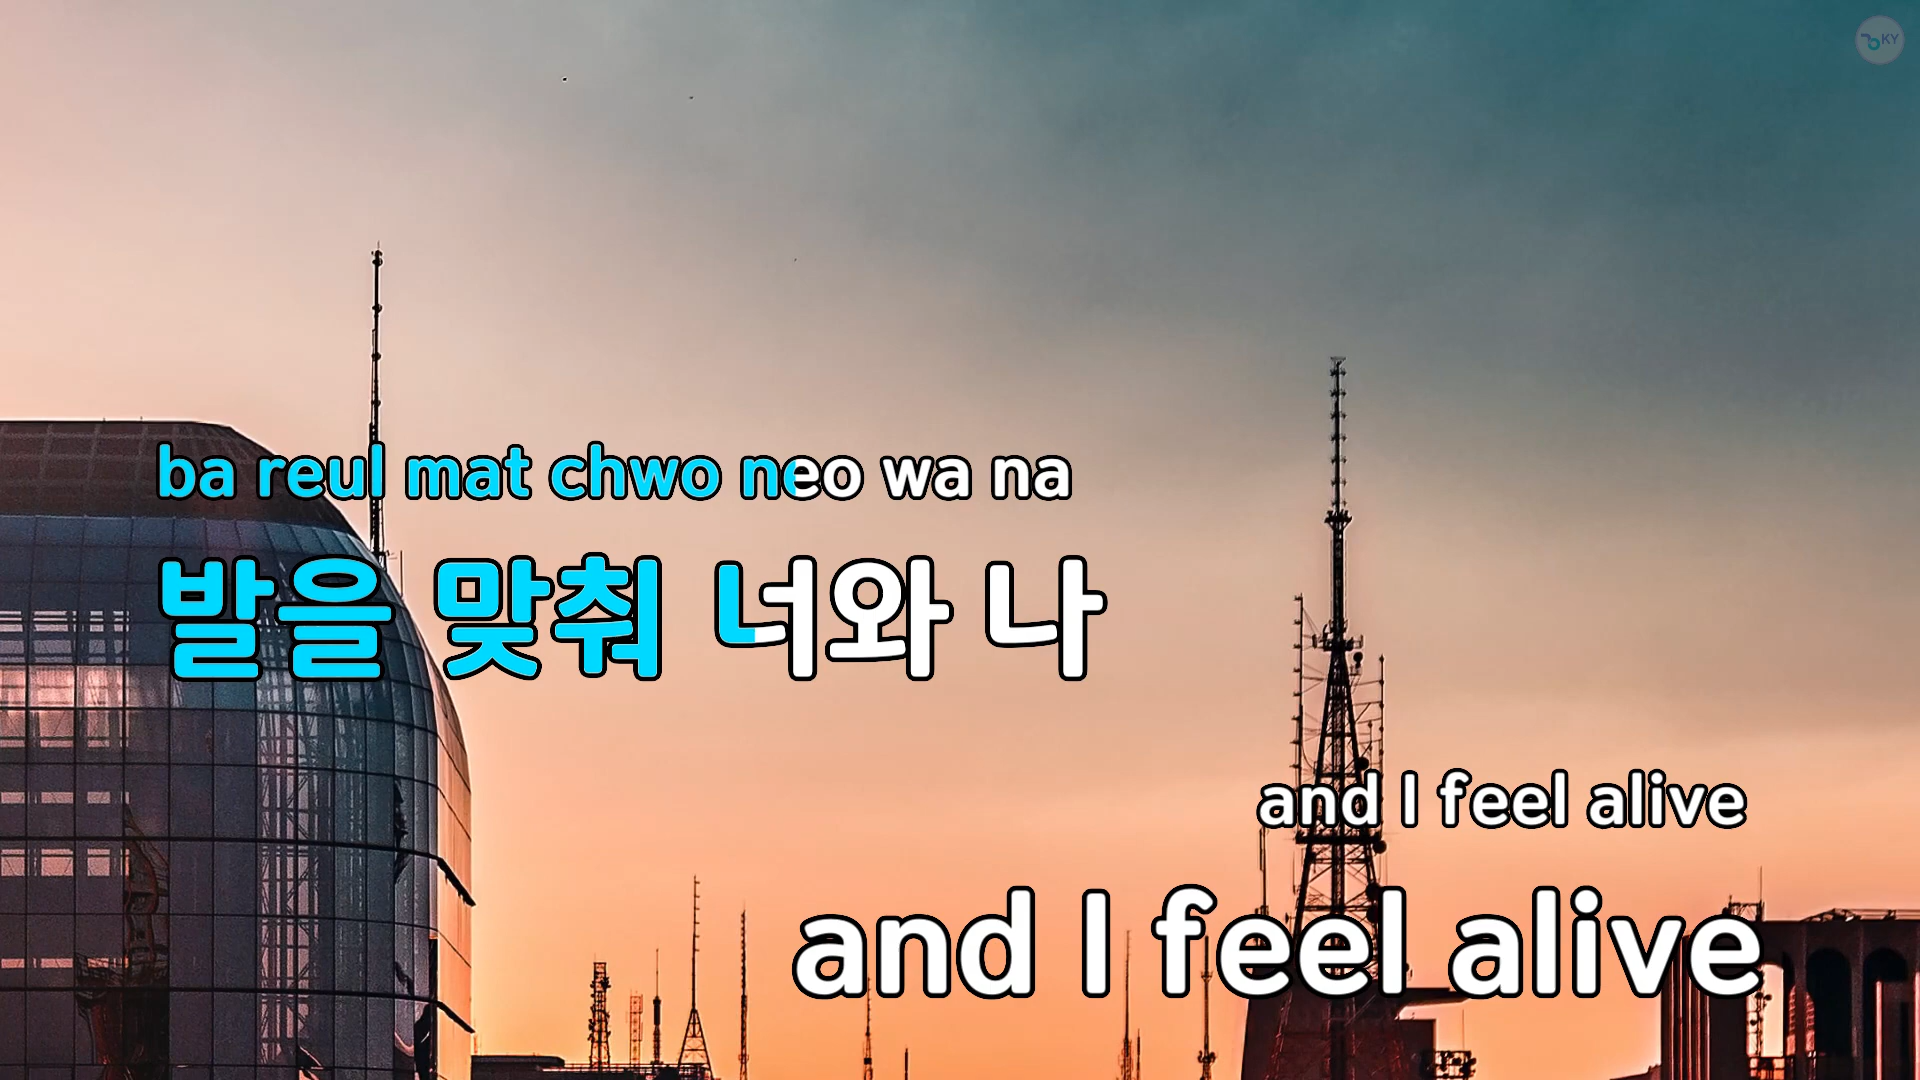 KY
ba reul mat chwo neo wa na
발을 맞춰 너와 나
and I feel alive
and I feel alive